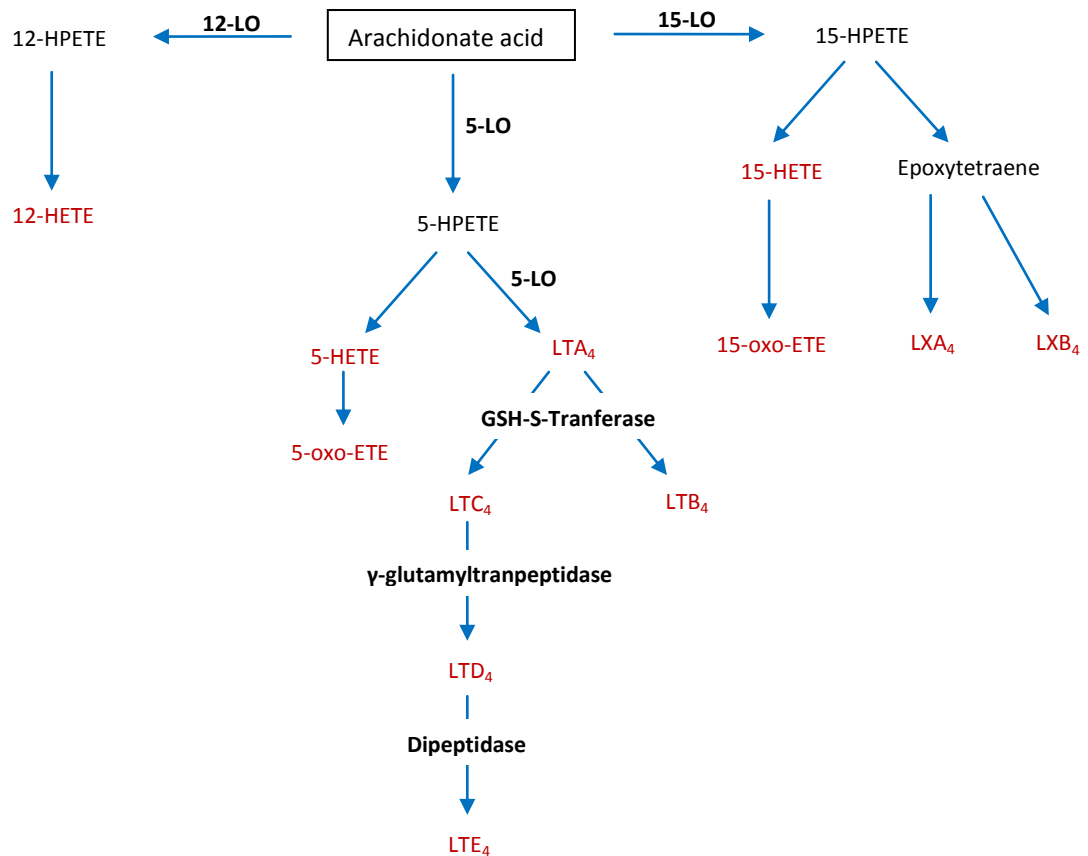 12-HPETE
12-LO
Arachidonate acid
15-LO
15-HPETE
5-LO
15-HETE
Epoxytetraene
12-HETE
5-HPETE
5-LO
5-HETE
LTA₄
15-oxo-ETE
LXA₄
LXB₄
GSH-S-Tranferase
5-oxo-ETE
LTC₄
LTB₄
γ-glutamyltranpeptidase
LTD₄
Dipeptidase
LTE₄